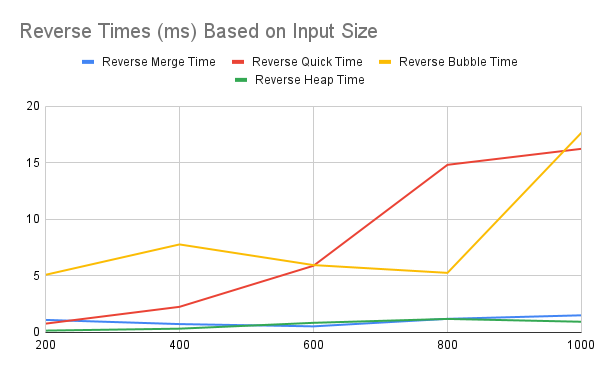 Reverse Times (ms) Based on Input Size
Reverse Merge Time Reverse Quick Time Reverse Bubble Time
Reverse Heap Time
20
15
10
5
0
200 400 600 800 1000